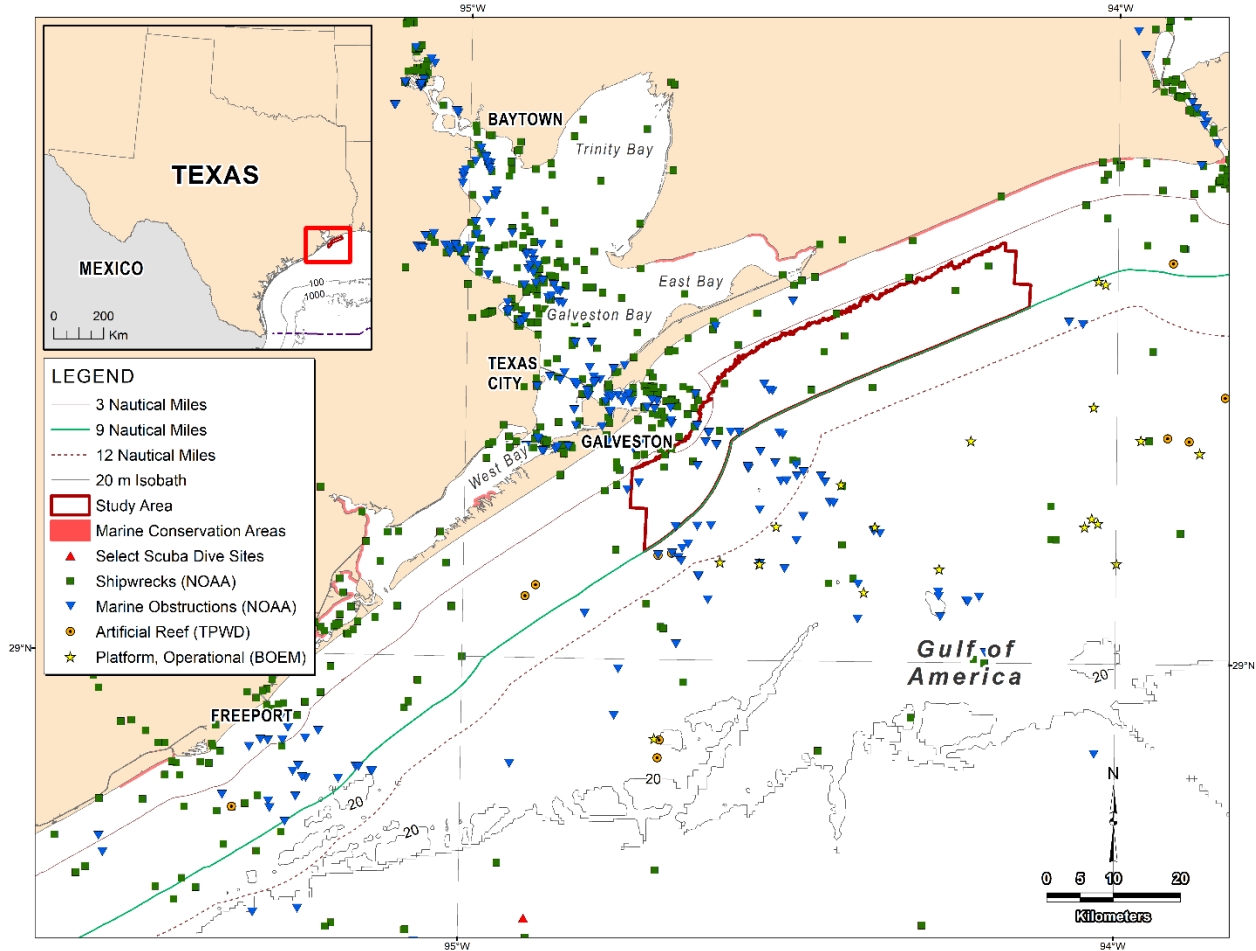 95°W
94°W
TEXAS
MEXICO
100
1000
0 200
Km
BAYTOWN
Trinity Bay
East Bay
Galveston Bay
TEXAS
CITY
GALVESTON
West Bay
LEGEND
3 Nautical Miles
9 Nautical Miles
12 Nautical Miles
20 m Isobath
Study Area
Marine Conservation Areas
Select Scuba Dive Sites
Shipwrecks (NOAA)
Marine Obstructions (NOAA)
Artificial Reef (TPWD)
Platform, Operational (BOEM)
29°N
29°N
Gulf of
America
20
FREEPORT
20
20
20
N
0 5 10 20
Kilometers
95°W
94°W